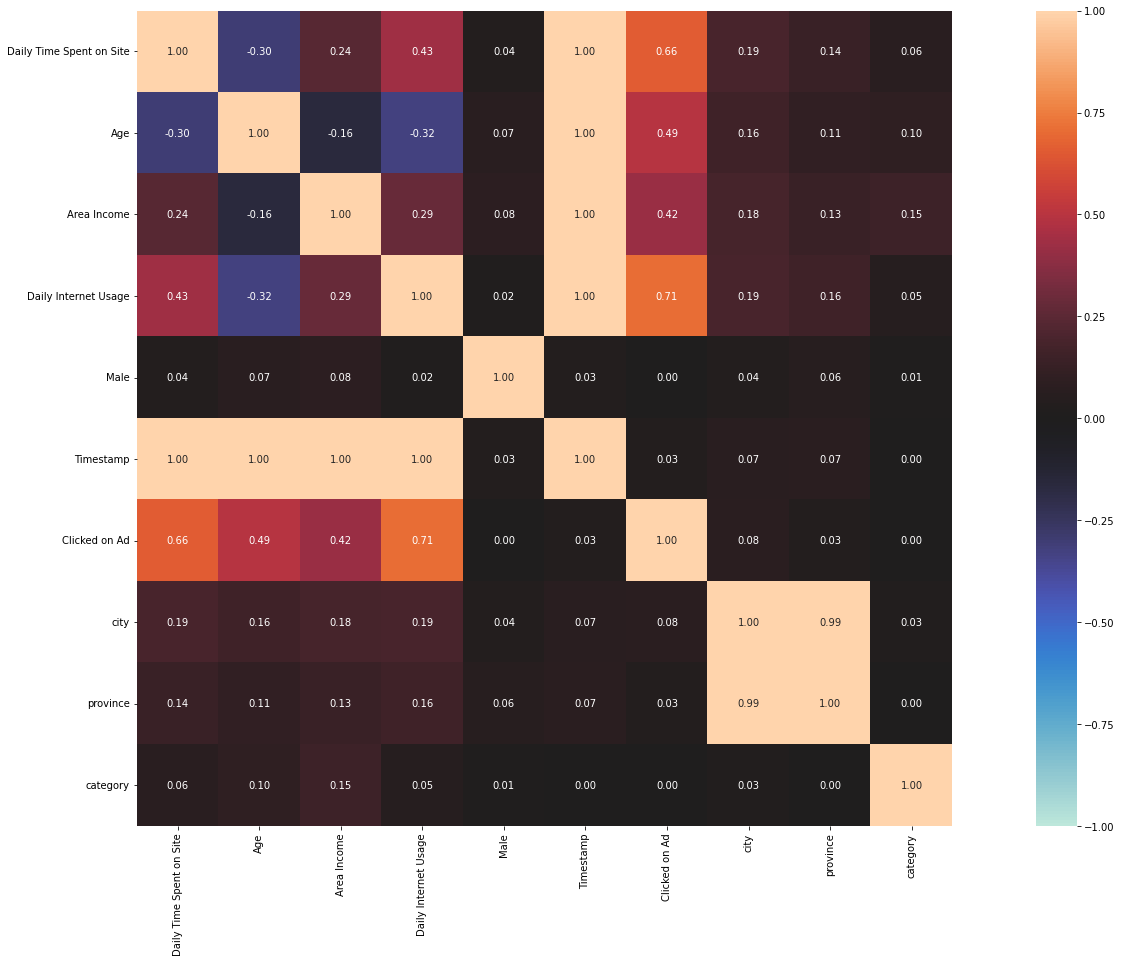 Daily Time Spent on Site 1.00 -0.30 0.24 0.43 0.04 1.00 0.66 0.19 0.14 0.06
Age -0.30 1.00 -0.16 -0.32 0.07 1.00 0.49 0.16 0.11 0.10
Area Income 0.24 -0.16 1.00 0.29 0.08 1.00 0.42 0.18 0.13 0.15
Daily Internet Usage 0.43 -0.32 0.29 1.00 0.02 1.00 0.71 0.19 0.16 0.05
Male 0.04 0.07 0.08 0.02 1.00 0.03 0.00 0.04 0.06 0.01
Timestamp 1.00 1.00 1.00 1.00 0.03 1.00 0.03 0.07 0.07 0.00
Clicked on Ad 0.66 0.49 0.42 0.71 0.00 0.03 1.00 0.08 0.03 0.00
city 0.19 0.16 0.18 0.19 0.04 0.07 0.08 1.00 0.99 0.03
province 0.14 0.11 0.13 0.16 0.06 0.07 0.03 0.99 1.00 0.00
category 0.06 0.10 0.15 0.05 0.01 0.00 0.00 0.03 0.00 1.00
Daily Time Spent on Site
Age
Area Income
Daily Internet Usage
Male
Timestamp
Clicked on Ad
city
province
category
1.00
0.75
0.50
0.25
0.00
−0.25
−0.50
−0.75
−1.00